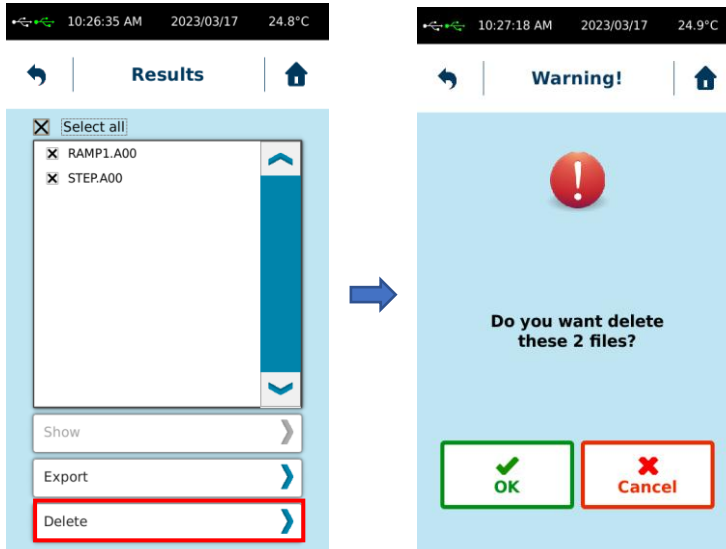 10:26:35 AM 2023/03/17 24.8°C
Results
Select all
RAMP1.A00
STEP.A00
Show
Export
Delete
10:27:18 AM 2023/03/17 24.9°C
Warning!
Do you want delete
these 2 files?
OK
Cancel